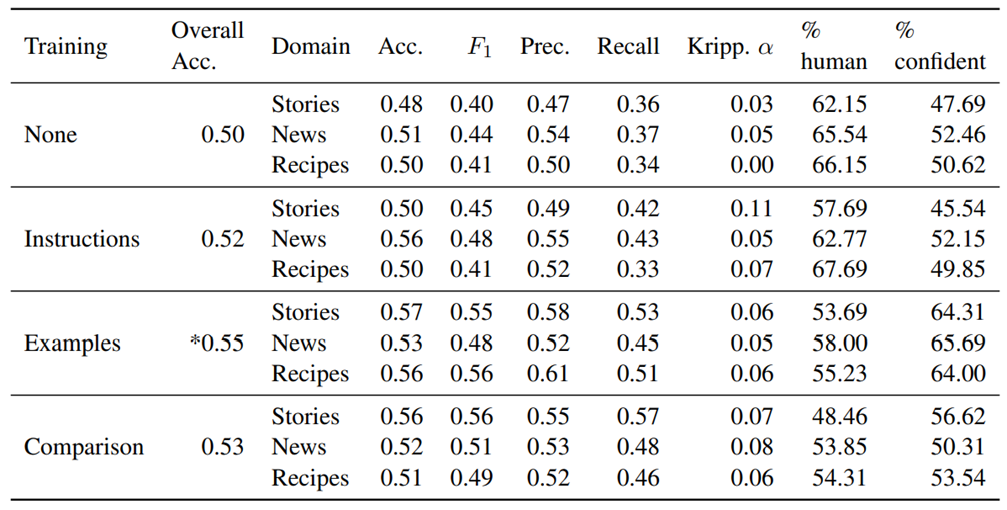 Training Overall Acc. Domain Acc. F1 Prec. Recall Kripp. α % human % confident
Stories 0.48 0.40 0.47 0.36 0.03 62.15 47.69
None 0.50 News 0.51 0.44 0.54 0.37 0.05 65.54 52.46
Recipes 0.50 0.41 0.50 0.34 0.00 66.15 50.62
Stories 0.50 0.45 0.49 0.42 0.11 57.69 45.54
Instructions 0.52 News 0.56 0.48 0.55 0.43 0.05 62.77 52.15
Recipes 0.50 0.41 0.52 0.33 0.07 67.69 49.85
Stories 0.57 0.55 0.58 0.53 0.06 53.69 64.31
Examples *0.55 News 0.53 0.48 0.52 0.45 0.05 58.00 65.69
Recipes 0.56 0.56 0.61 0.51 0.06 55.23 64.00
Stories 0.56 0.56 0.55 0.57 0.07 48.46 56.62
Comparison 0.53 News 0.52 0.51 0.53 0.48 0.08 53.85 50.31
Recipes 0.51 0.49 0.52 0.46 0.06 54.31 53.54